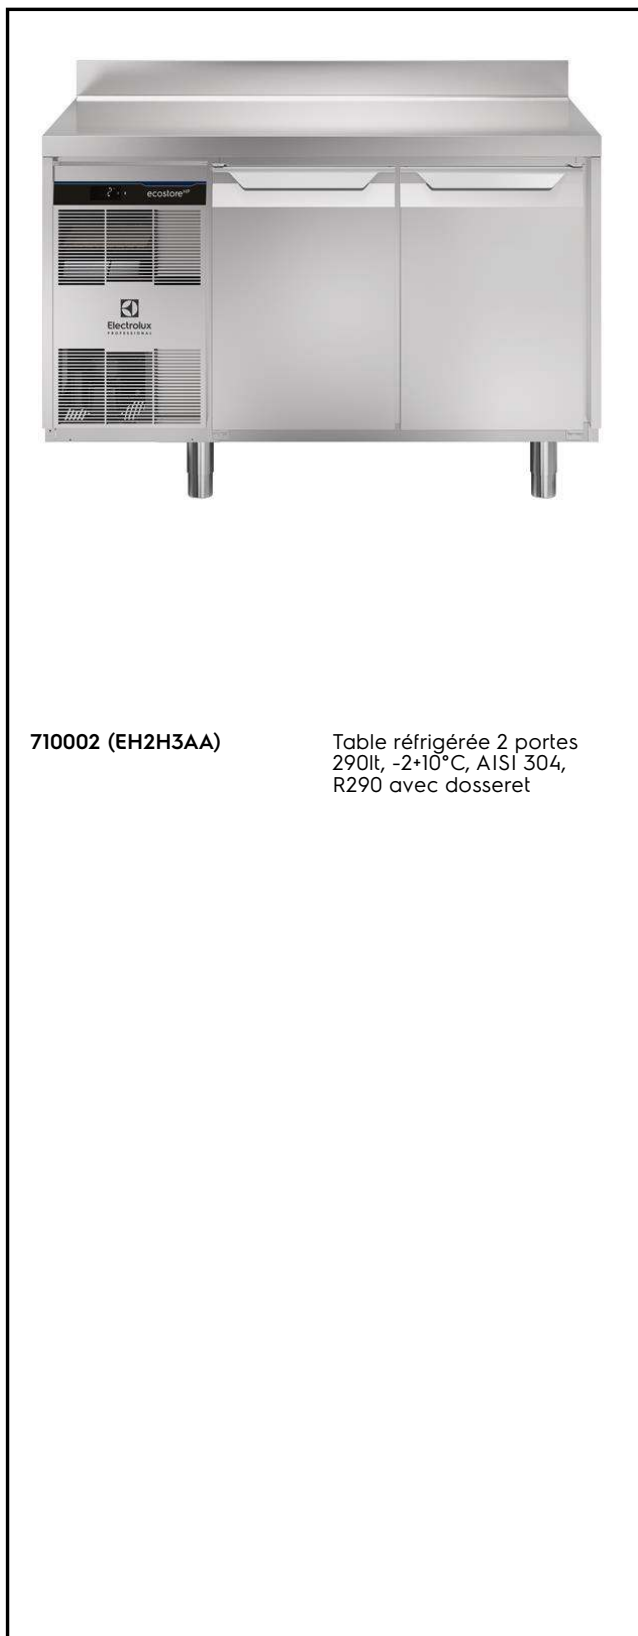 ecostore
Electrolux
PROFESSIONAL
710002 (EH2H3AA)
Table réfrigérée 2 portes
290lt, -2+10°C, AISI 304,
R290 avec dosseret